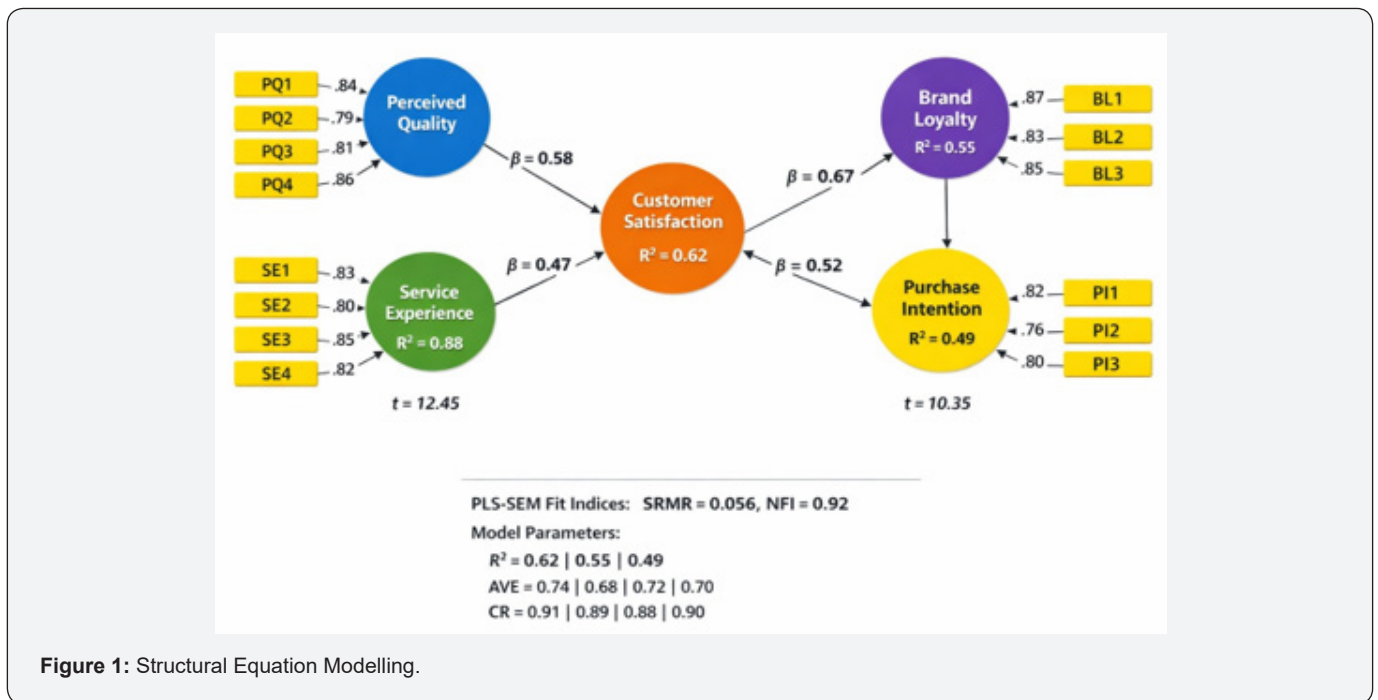 PQ1
.84
PQ2
.79
PQ3
.81
PQ4
.86
Perceived
Quality
β = 0.58
SE1
.83
SE2
.80
SE3
.85
SE4
.82
Service
Experience
R² = 0.88
t = 12.45
β = 0.47
Customer
Satisfaction
R² = 0.62
β = 0.67
β = 0.52
Brand
Loyalty
R² = 0.55
.87
BL1
.83
BL2
.85
BL3
Purchase
Intention
R² = 0.49
.82
PI1
.76
PI2
.80
PI3
t = 10.35
PLS-SEM Fit Indices: SRMR = 0.056, NFI = 0.92
Model Parameters:
R² = 0.62 | 0.55 | 0.49
AVE = 0.74 | 0.68 | 0.72 | 0.70
CR = 0.91 | 0.89 | 0.88 | 0.90
Figure 1: Structural Equation Modelling.